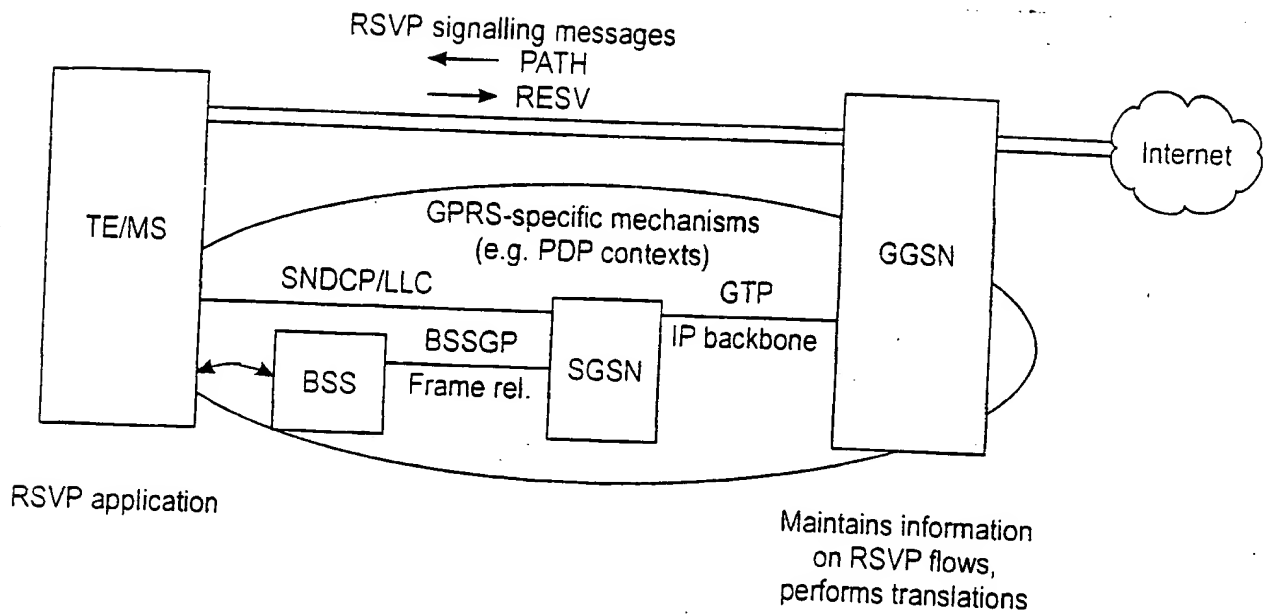 RSVP signalling messages
PATH
RESV
TE/MS
GGSN
Internet
GPRS-specific mechanisms
(e.g. PDP contexts)
SNDCP/LLC
GTP
IP backbone
BSS
BSSGP
Frame rel.
SGSN
RSVP application
Maintains information
on RSVP flows,
performs translations